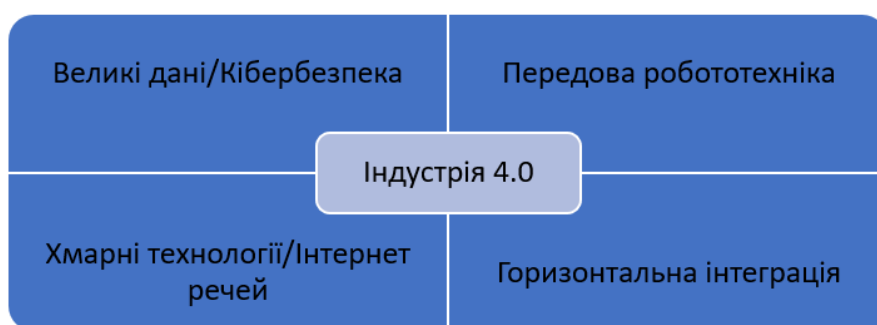 Великі дані/Кібербезпека
Передова робототехніка
Індустрія 4.0
Хмарні технології/Інтернет
речей
Горизонтальна інтеграція